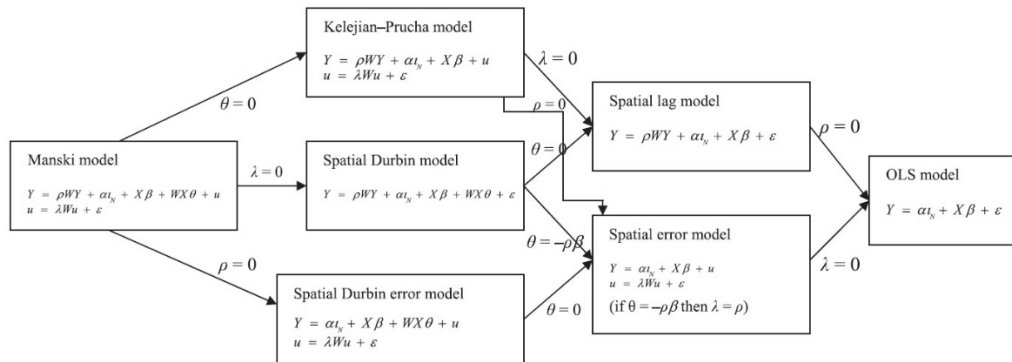 Kelejian–Prucha model
Y = ρWY + αι_N + Xβ + u
u = λWu + ε
θ = 0
λ = 0
ρ = 0
Spatial lag model
Y = ρWY + αι_N + Xβ + ε
ρ = 0
Manski model
Y = ρWY + αι_N + Xβ + WXθ + u
u = λWu + ε
λ = 0
Spatial Durbin model
Y = ρWY + αι_N + Xβ + WXθ + ε
θ = 0
θ = –ρβ
OLS model
Y = αι_N + Xβ + ε
ρ = 0
Spatial Durbin error model
Y = αι_N + Xβ + WXθ + u
u = λWu + ε
θ = 0
Spatial error model
Y = αι_N + Xβ + u
u = λWu + ε
(if θ = –ρβ then λ = ρ)
λ = 0